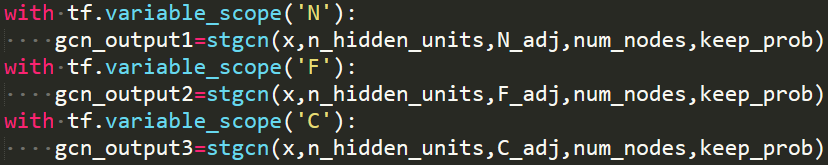 with tf.variable_scope('N'):
    gcn_output1=stgcn(x,n_hidden_units,N_adj,num_nodes,keep_prob)
with tf.variable_scope('F'):
    gcn_output2=stgcn(x,n_hidden_units,F_adj,num_nodes,keep_prob)
with tf.variable_scope('C'):
    gcn_output3=stgcn(x,n_hidden_units,C_adj,num_nodes,keep_prob)